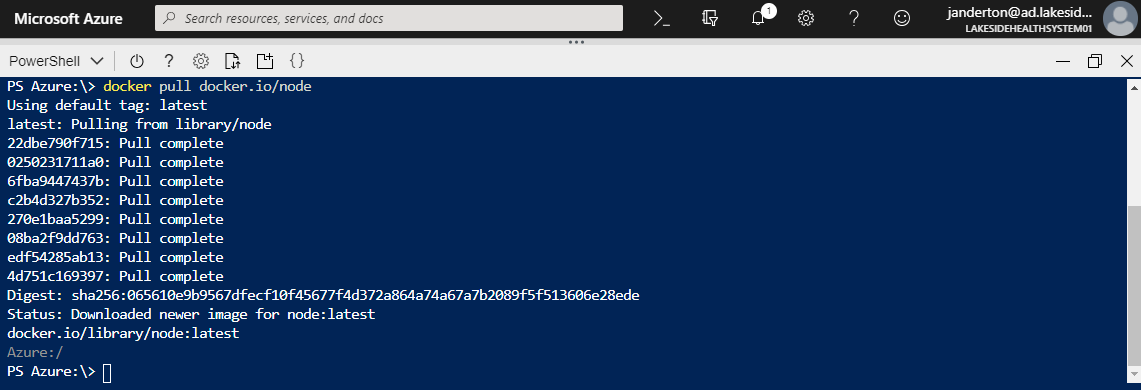 Microsoft Azure
Search resources, services, and docs
1
janderton@ad.lakesid...
LAKESIDEHEALTHSYSTEM01
PowerShell
PS Azure:\> docker pull docker.io/node
Using default tag: latest
latest: Pulling from library/node
22dbe790f715: Pull complete
0250231711a0: Pull complete
6fba9447437b: Pull complete
c2b4d327b352: Pull complete
270e1baa5299: Pull complete
08ba2f9dd763: Pull complete
edf54285ab13: Pull complete
4d751c169397: Pull complete
Digest: sha256:065610e9b9567dfecf10f45677f4d372a864a74a67a7b2089f5f513606e28ede
Status: Downloaded newer image for node:latest
docker.io/library/node:latest
Azure:/
PS Azure:\>